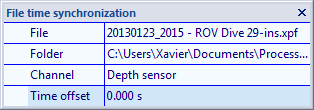 File time synchronization
File 20130123_2015 - ROV Dive 29-ins.xpf
Folder C:\Users\Xavier\Documents\Process...
Channel Depth sensor
Time offset 0.000 s